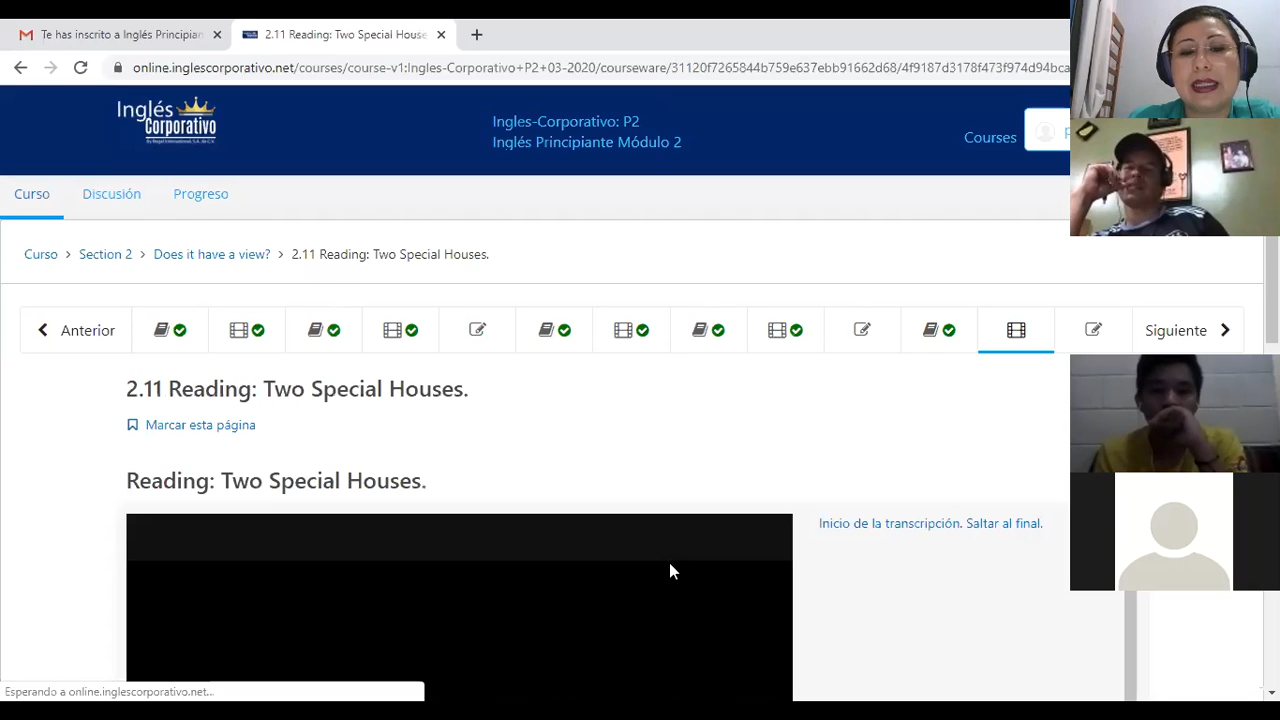 Te has inscrito a Inglés Principian
2.11 Reading: Two Special House
online.inglescorporativo.net/courses/course-v1:Ingles-Corporativo+P2+03-2020/courseware/31120f7265844b759e637ebb91662d68/4f9187d3178f473f974d94bca
Inglés
Corporativo
By Regal International, S.A. de C.V.
Ingles-Corporativo: P2
Inglés Principiante Módulo 2
Courses
p
Curso
Discusión
Progreso
Curso > Section 2 > Does it have a view? > 2.11 Reading: Two Special Houses.
Anterior
Siguiente
2.11 Reading: Two Special Houses.
Marcar esta página
Reading: Two Special Houses.
Inicio de la transcripción. Saltar al final.
Esperando a online.inglescorporativo.net...